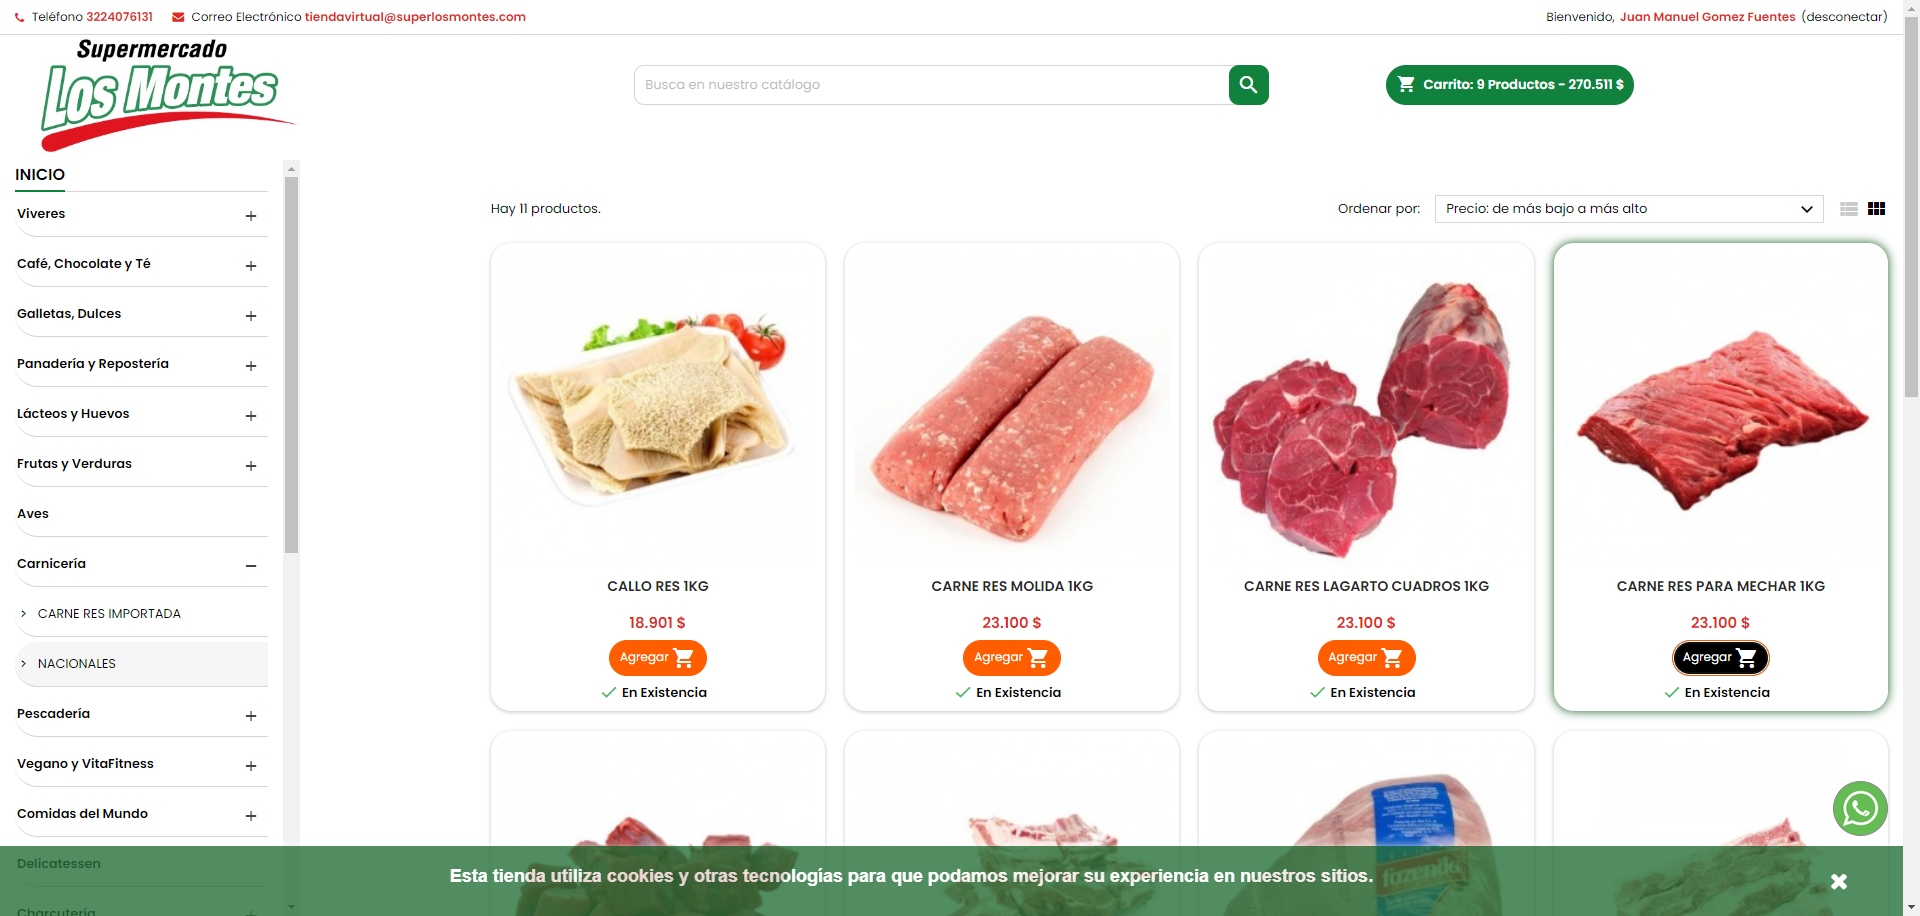 Teléfono 3224076131 Correo Electrónico tiendavirtual@superlosmontes.com
Bienvenido, Juan Manuel Gomez Fuentes (desconectar)
Supermercado
Los Montes
Busca en nuestro catálogo
Carrito: 9 Productos - 270.511 $
INICIO
Viveres
Café, Chocolate y Té
Galletas, Dulces
Panadería y Repostería
Lácteos y Huevos
Frutas y Verduras
Aves
Carnicería
CARNE RES IMPORTADA
NACIONALES
Pescadería
Vegano y VitaFitness
Comidas del Mundo
Delicatessen
Charcutería
Hay 11 productos.
Ordenar por: Precio: de más bajo a más alto
CALLO RES 1KG
18.901 $
Agregar
En Existencia
CARNE RES MOLIDA 1KG
23.100 $
Agregar
En Existencia
CARNE RES LAGARTO CUADROS 1KG
23.100 $
Agregar
En Existencia
CARNE RES PARA MECHAR 1KG
23.100 $
Agregar
En Existencia
fazenda
Esta tienda utiliza cookies y otras tecnologías para que podamos mejorar su experiencia en nuestros sitios.